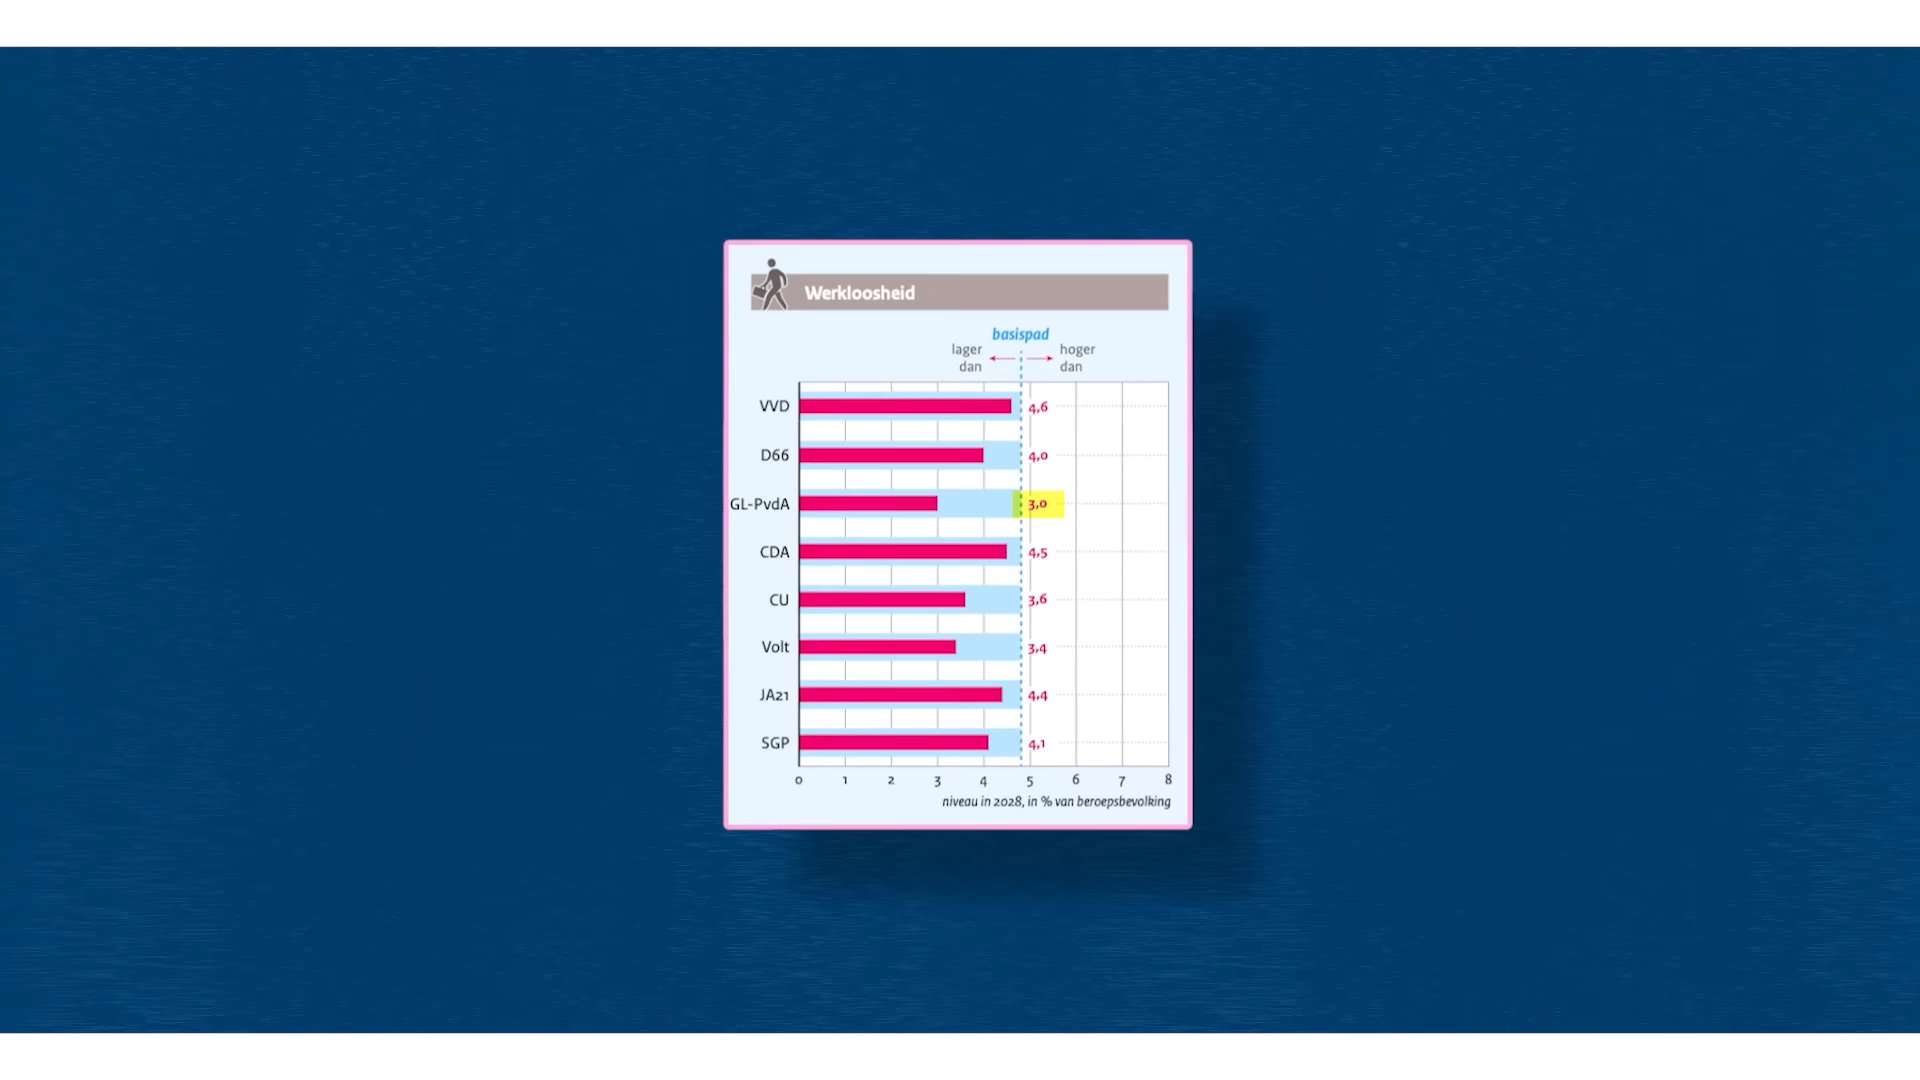 Werkloosheid
basispad
lager dan
hoger dan
VVD 4,6
D66 4,0
GL-PvdA 3,0
CDA 4,5
CU 3,6
Volt 3,4
JA21 4,4
SGP 4,1
0 1 2 3 4 5 6 7 8
niveau in 2028, in % van beroepsbevolking